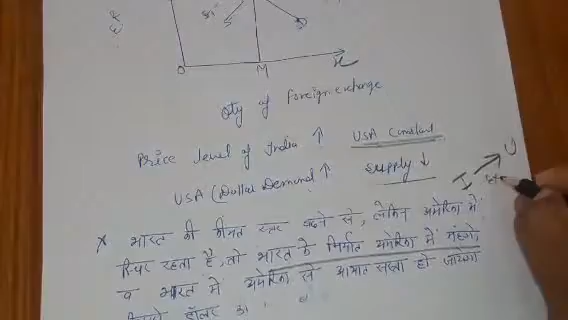 S
D
O M X
Qty of foreign exchange
Price level of India ↑ USA Constant
USA (Dollar Demand ↑ Supply ↓
I → U
* भारत की कीमत स्तर बढ़ने से, लेकिन अमेरिका में
स्थिर रहता है, तो भारत के निर्यात अमेरिका में महंगे,
व भारत में अमेरिका से आयात सस्ता हो जायेगा
डॉलर